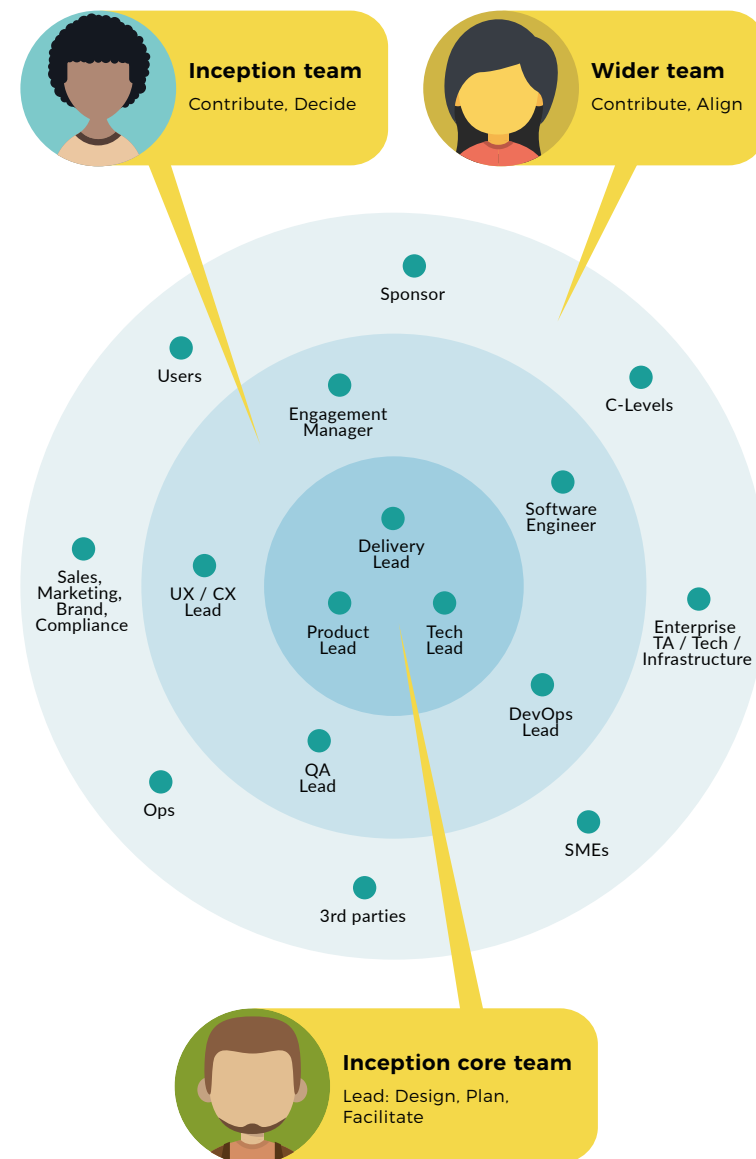 Inception team
Contribute, Decide
Wider team
Contribute, Align
Sponsor
Users
C-Levels
Engagement
Manager
Software
Engineer
Delivery
Lead
Sales,
Marketing,
Brand,
Compliance
UX / CX
Lead
Product
Lead
Tech
Lead
Enterprise
TA / Tech /
Infrastructure
DevOps
Lead
QA
Lead
Ops
SMEs
3rd parties
Inception core team
Lead: Design, Plan,
Facilitate